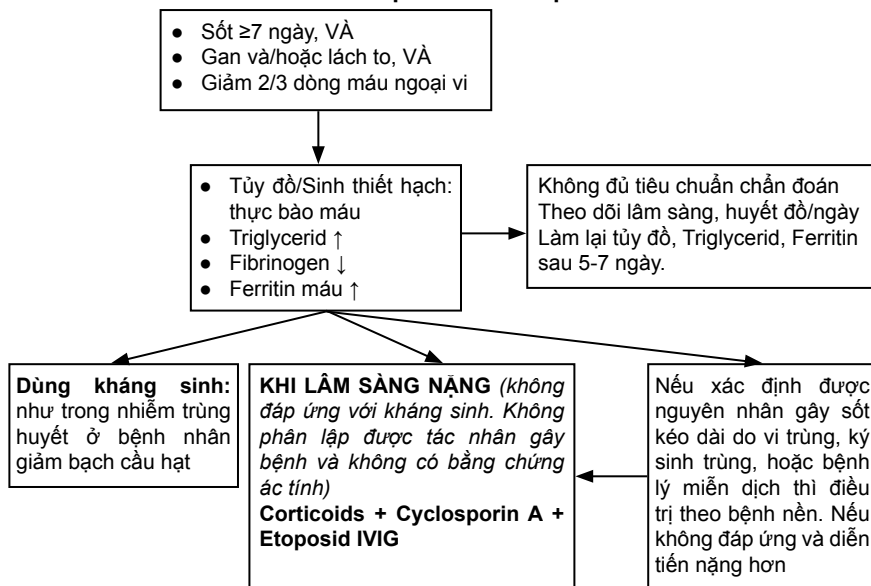 ● Sốt ≥7 ngày, VÀ
● Gan và/hoặc lách to, VÀ
● Giảm 2/3 dòng máu ngoại vi
● Tủy đồ/Sinh thiết hạch:
thực bào máu
● Triglycerid ↑
● Fibrinogen ↓
● Ferritin máu ↑
Không đủ tiêu chuẩn chẩn đoán
Theo dõi lâm sàng, huyết đồ/ngày
Làm lại tủy đồ, Triglycerid, Ferritin
sau 5-7 ngày.
Dùng kháng sinh:
như trong nhiễm trùng
huyết ở bệnh nhân
giảm bạch cầu hạt
KHI LÂM SÀNG NẶNG (không
đáp ứng với kháng sinh. Không
phân lập được tác nhân gây
bệnh và không có bằng chứng
ác tính)
Corticoids + Cyclosporin A +
Etoposid IVIG
Nếu xác định được
nguyên nhân gây sốt
kéo dài do vi trùng, ký
sinh trùng, hoặc bệnh
lý miễn dịch thì điều
trị theo bệnh nền. Nếu
không đáp ứng và diễn
tiến nặng hơn